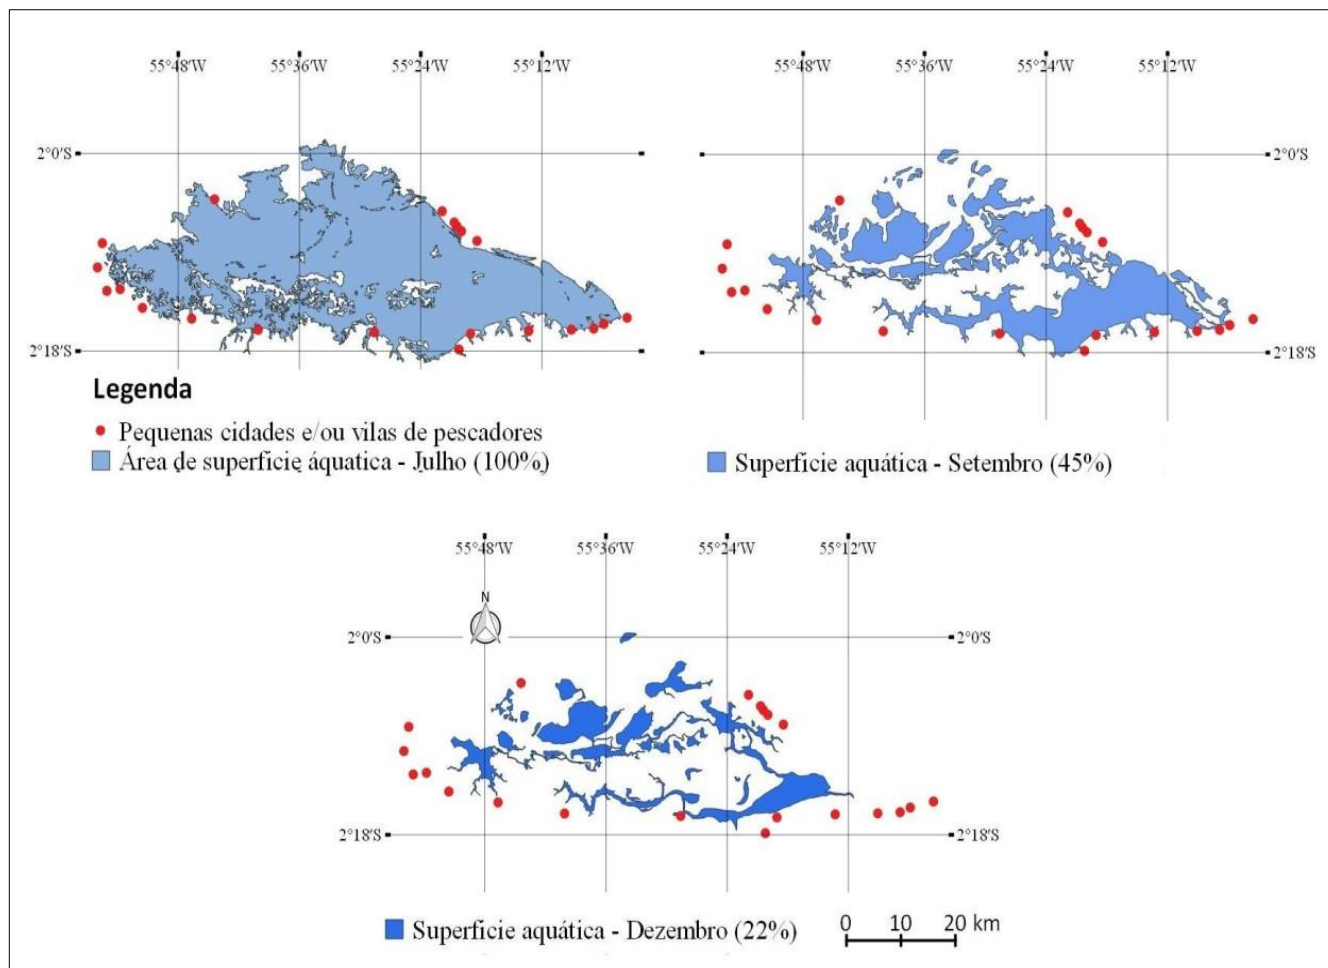 55°48'W 55°36'W 55°24'W 55°12'W
2°0'S
2°18'S
Legenda
Pequenas cidades e/ou vilas de pescadores
Área de superficie áquatica - Julho (100%)
55°48'W 55°36'W 55°24'W 55°12'W
2°0'S
2°18'S
Superficie aquática - Setembro (45%)
55°48'W 55°36'W 55°24'W 55°12'W
N
2°0'S 2°0'S
2°18'S 2°18'S
Superficie aquática - Dezembro (22%)
0 10 20 km